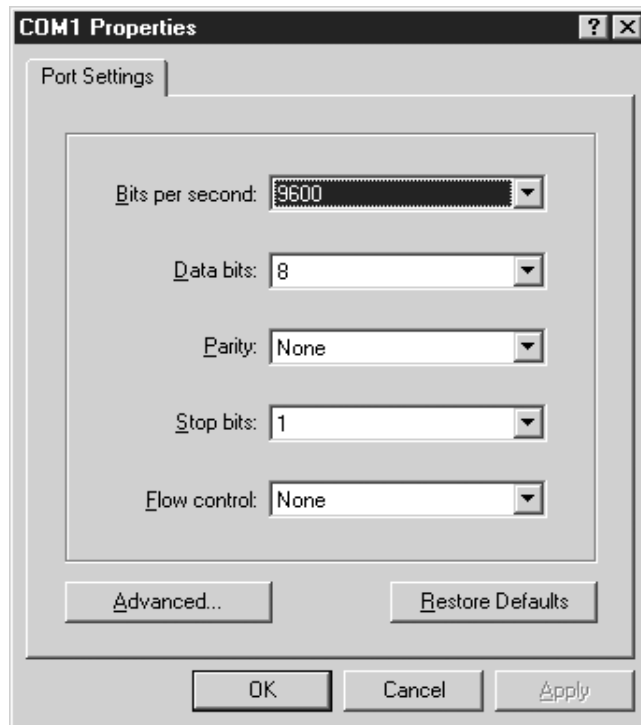 COM1 Properties
Port Settings
Bits per second: 9600
Data bits: 8
Parity: None
Stop bits: 1
Flow control: None
Advanced... Restore Defaults
OK Cancel Apply